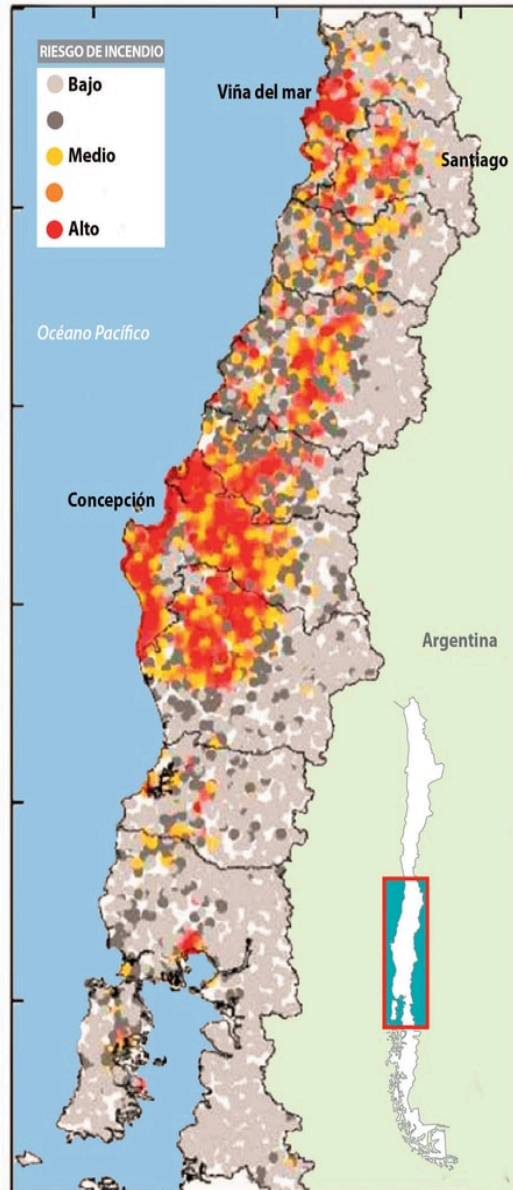 RIESGO DE INCENDIO
Bajo
Medio
Alto
Viña del mar
Santiago
Océano Pacífico
Concepción
Argentina